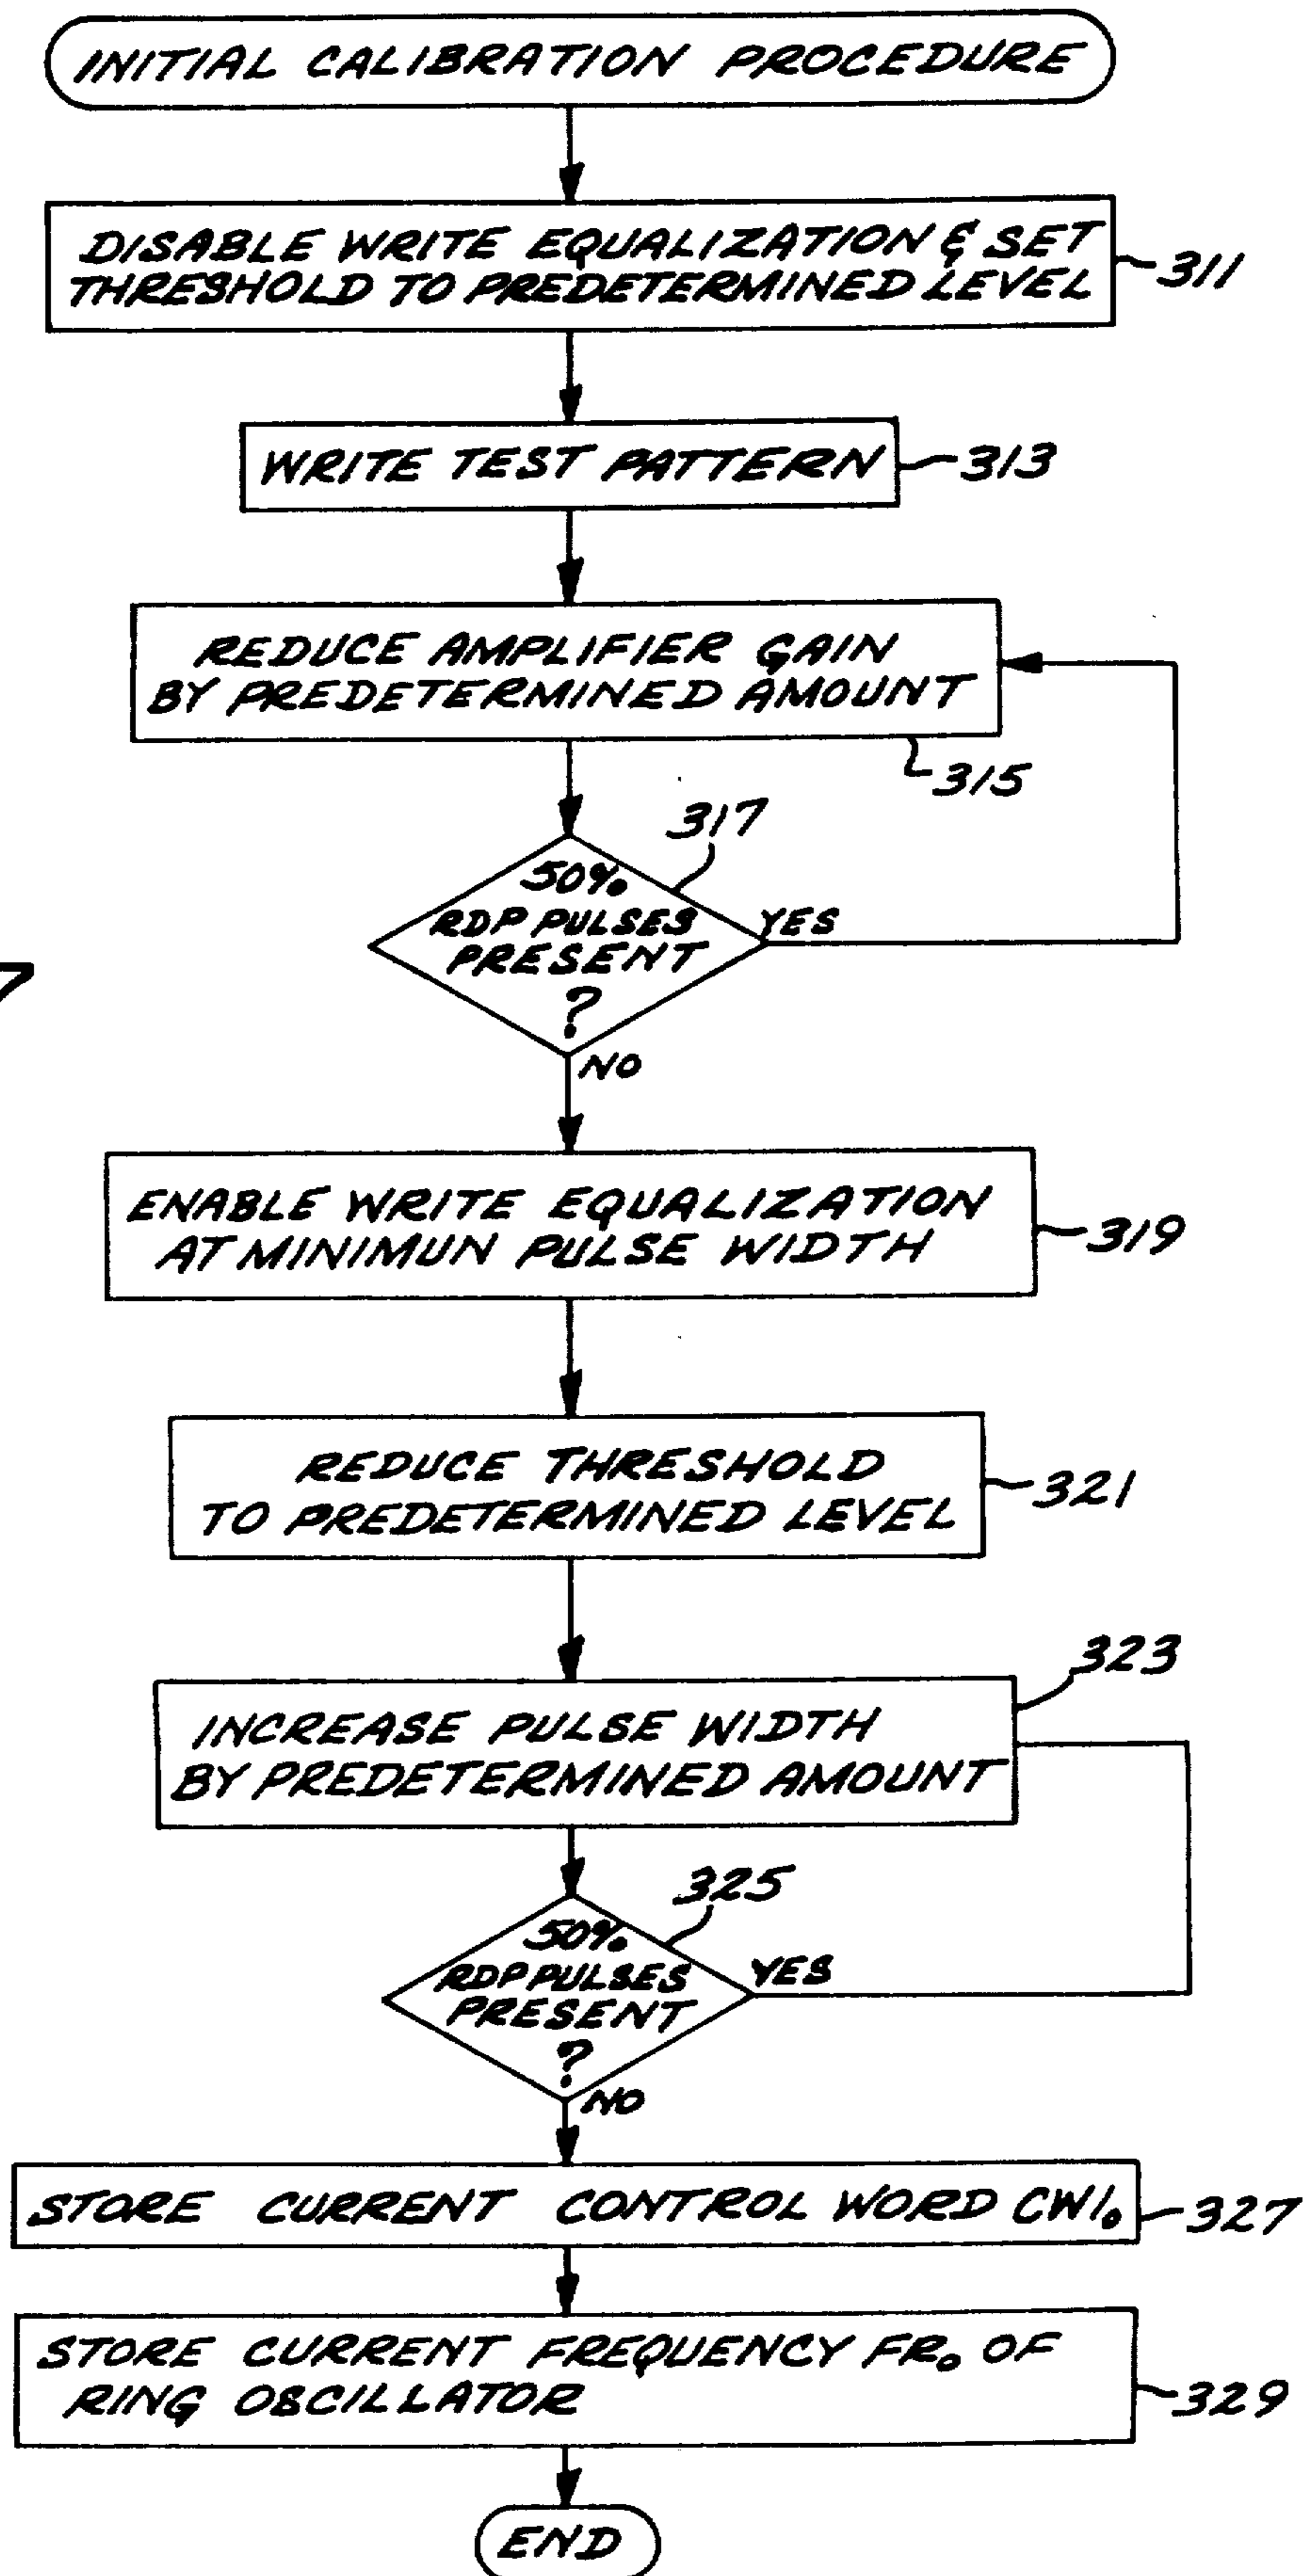 INITIAL CALIBRATION PROCEDURE
DISABLE WRITE EQUALIZATION & SET
THRESHOLD TO PREDETERMINED LEVEL
311
WRITE TEST PATTERN
313
REDUCE AMPLIFIER GAIN
BY PREDETERMINED AMOUNT
315
317
50%
RDP PULSES
PRESENT
?
YES
NO
7
ENABLE WRITE EQUALIZATION
AT MINIMUN PULSE WIDTH
319
REDUCE THRESHOLD
TO PREDETERMINED LEVEL
321
323
INCREASE PULSE WIDTH
BY PREDETERMINED AMOUNT
325
50%
RDP PULSES
PRESENT
?
YES
NO
STORE CURRENT CONTROL WORD CW1₀
327
STORE CURRENT FREQUENCY FR₀ OF
RING OSCILLATOR
329
END